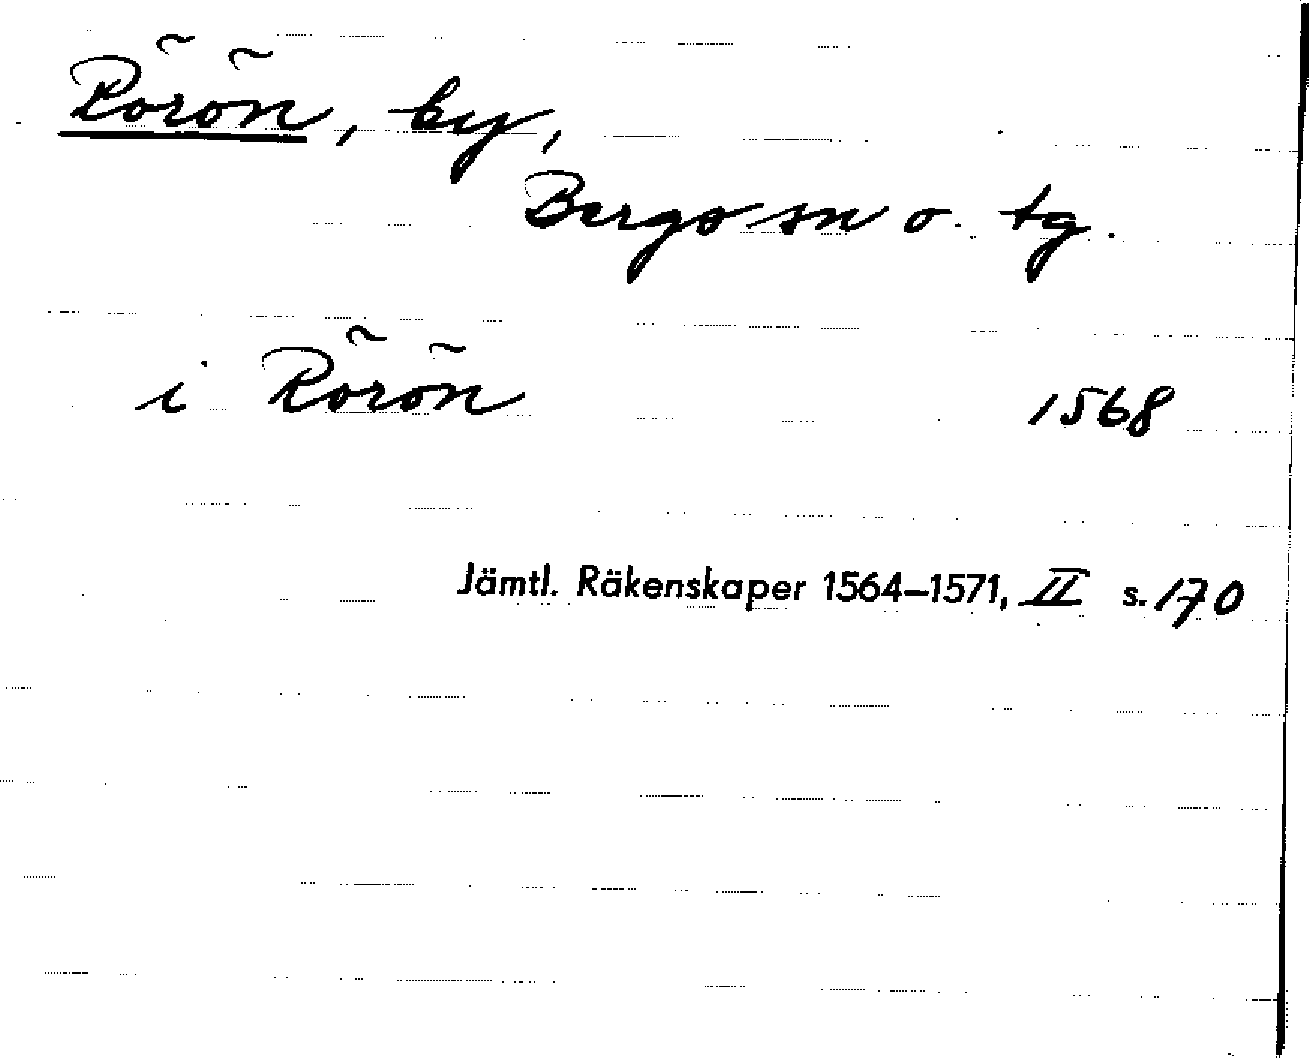 Rörön, by,
Bergs sn o. tg.
i Rörön 1568
Jämtl. Räkenskaper 1564–1571, II s. 170